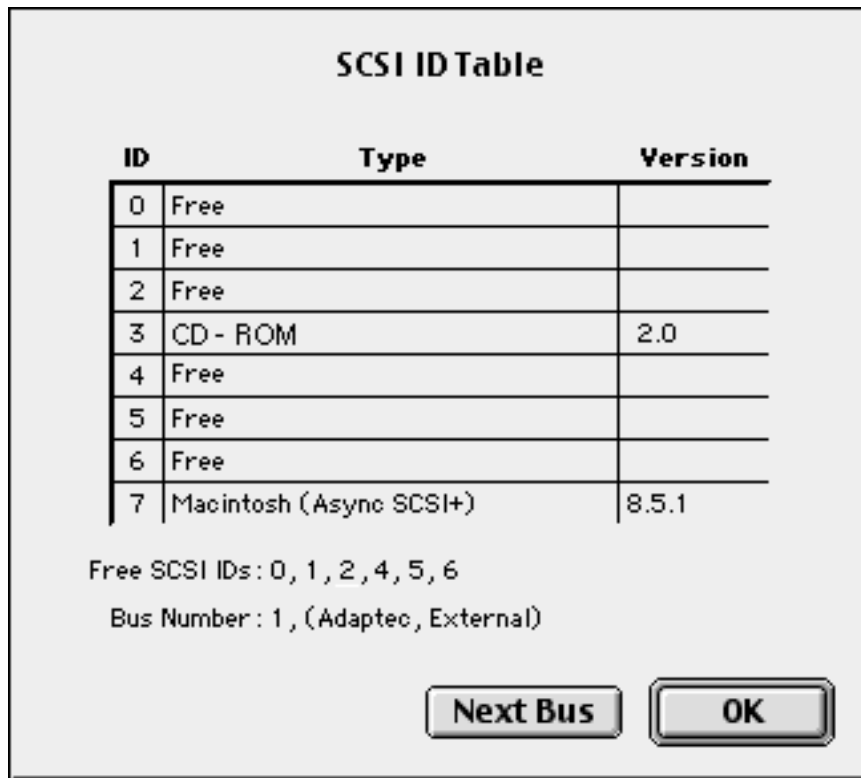 SCSI ID Table
ID Type Version
0 Free
1 Free
2 Free
3 CD - ROM 2.0
4 Free
5 Free
6 Free
7 Macintosh (Async SCSI+) 8.5.1
Free SCSI IDs: 0, 1, 2, 4, 5, 6
Bus Number: 1, (Adaptec, External)
Next Bus OK